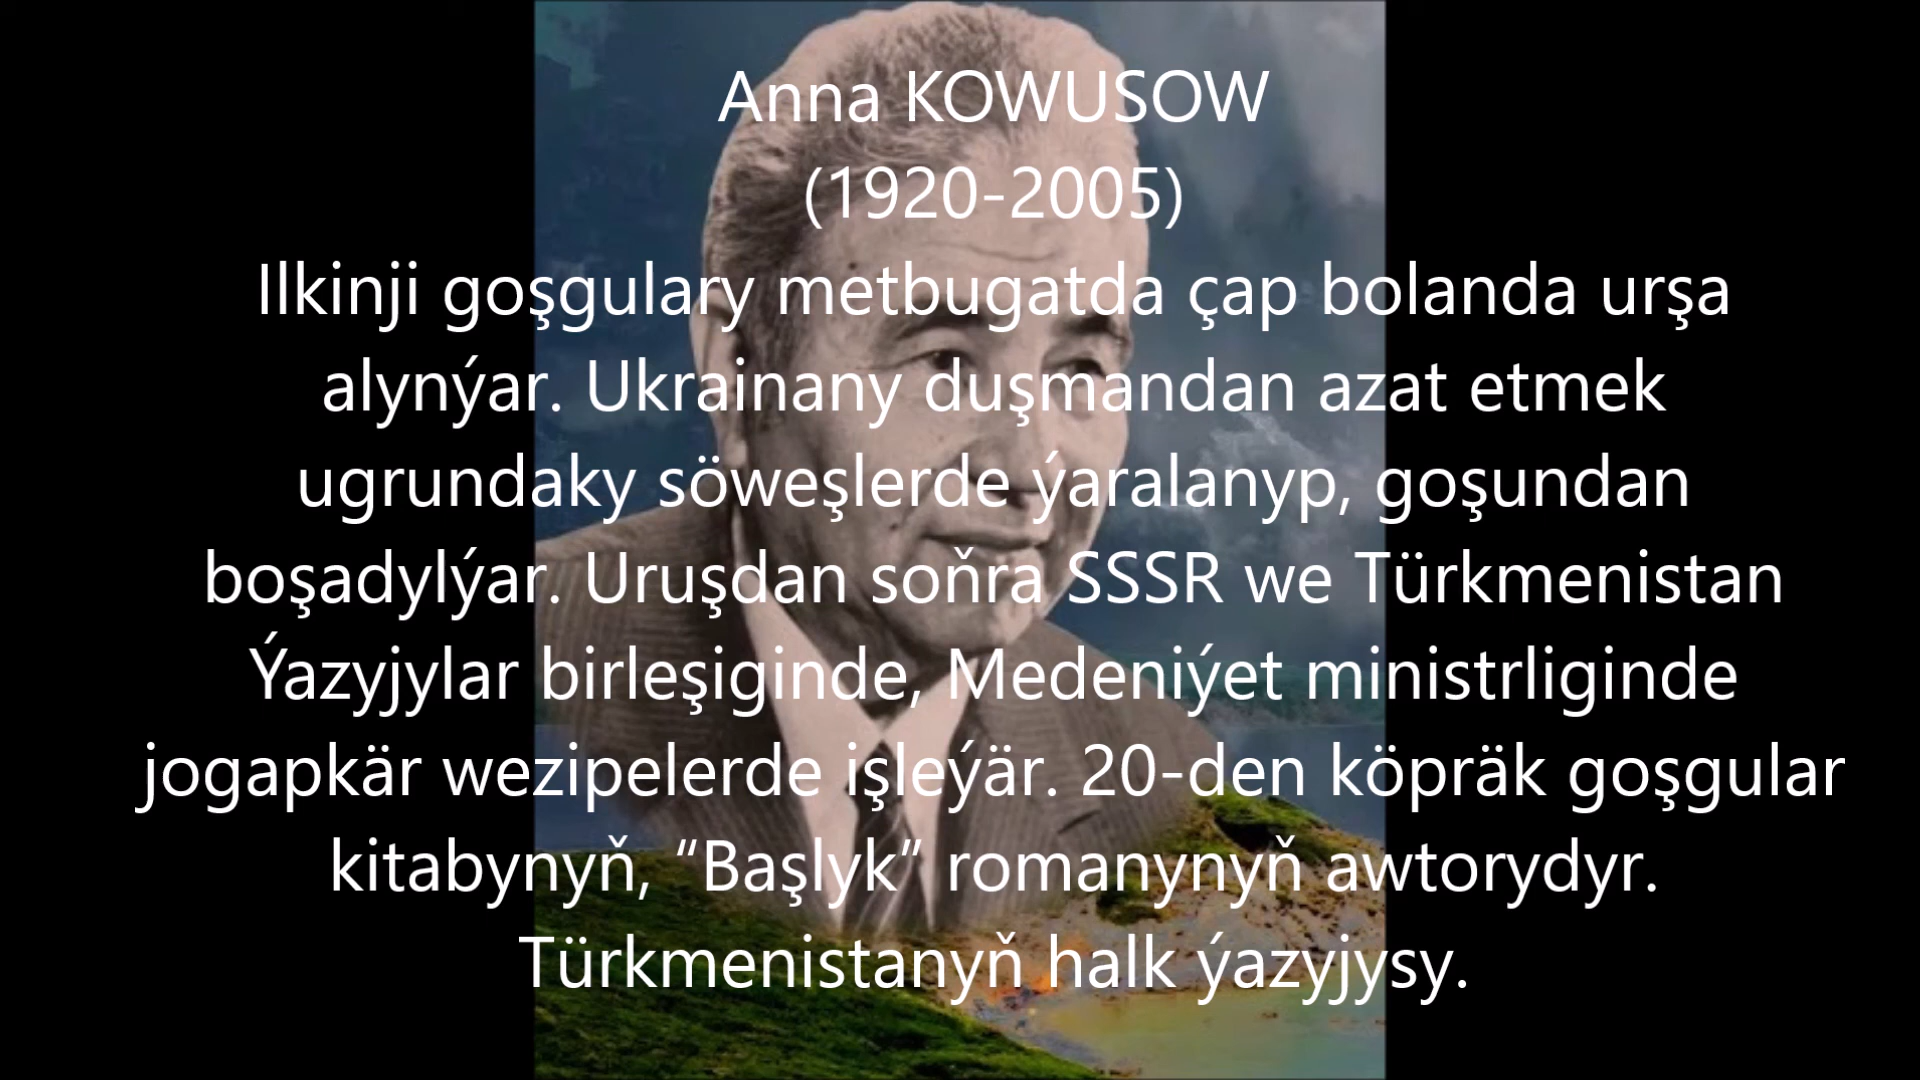 Anna KOWUSOW
(1920-2005)
Ilkinji goşgulary metbugatda çap bolanda urşa
alynýar. Ukrainany duşmandan azat etmek
ugrundaky söweşlerde ýaralanyp, goşundan
boşadylýar. Uruşdan soňra SSSR we Türkmenistan
Ýazyjylar birleşiginde, Medeniýet ministrliginde
jogapkär wezipelerde işleýär. 20-den köpräk goşgular
kitabynyň, “Başlyk” romanynyň awtorydyr.
Türkmenistanyň halk ýazyjysy.